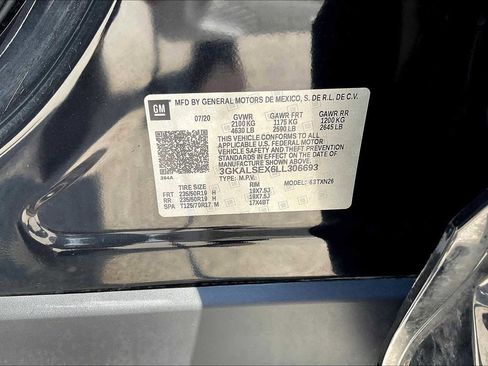 GM MFD BY GENERAL MOTORS DE MEXICO, S. DE R.L. DE C.V.
07/20 GVWR GAWR FRT GAWR RR
2100 KG 1175 KG 1200 KG
4630 LB 2590 LB 2645 LB
THIS VEHICLE CONFORMS TO ALL
APPLICABLE U.S. FEDERAL MOTOR
VEHICLE SAFETY, BUMPER, AND THEFT
PREVENTION STANDARDS IN EFFECT ON
THE DATE OF MANUFACTURE SHOWN ABOVE.
3GKALSEX6LL306693
TYPE: M.P.V. MODEL: 63TXN26
TIRE SIZE RIM
FRT 235/50R19 H 19X7.5J
RR 235/50R19 H 19X7.5J
SPA T125/70R17 M 17X4BT